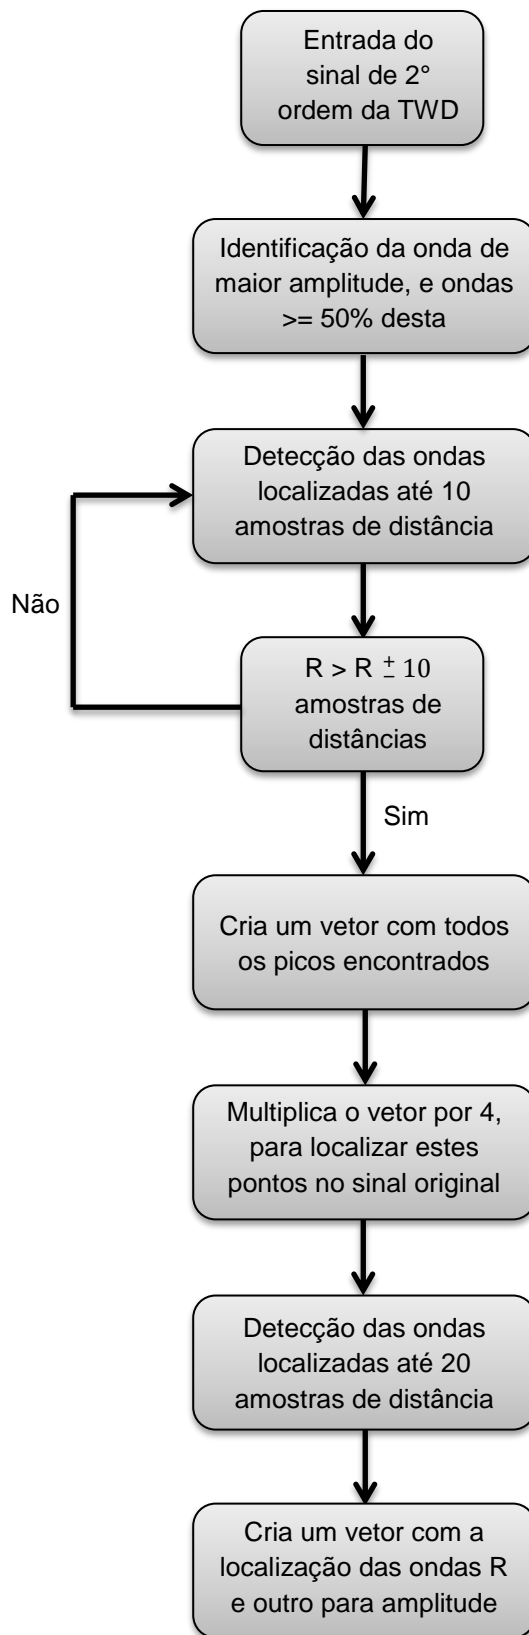 Entrada do
sinal de 2°
ordem da TWD
Identificação da onda de
maior amplitude, e ondas
>= 50% desta
Detecção das ondas
localizadas até 10
amostras de distância
Não
R > R ± 10
amostras de
distâncias
Sim
Cria um vetor com todos
os picos encontrados
Multiplica o vetor por 4,
para localizar estes
pontos no sinal original
Detecção das ondas
localizadas até 20
amostras de distância
Cria um vetor com a
localização das ondas R
e outro para amplitude